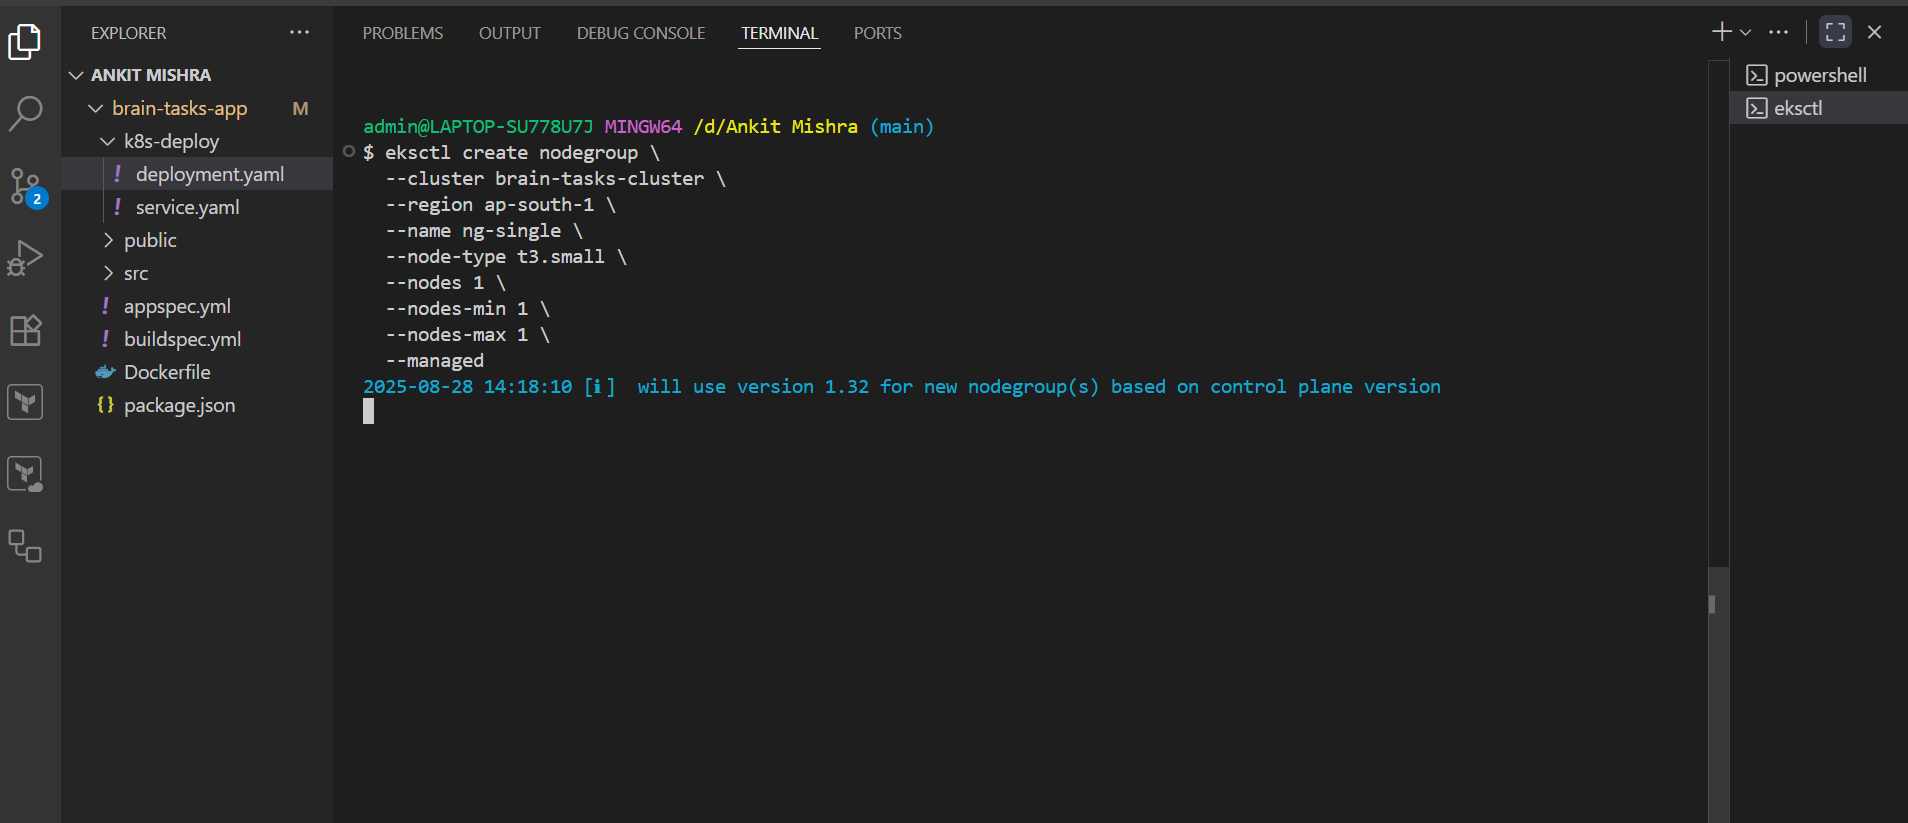 EXPLORER
ANKIT MISHRA
brain-tasks-app M
k8s-deploy
! deployment.yaml
! service.yaml
public
src
! appspec.yml
! buildspec.yml
Dockerfile
{} package.json
2
PROBLEMS OUTPUT DEBUG CONSOLE TERMINAL PORTS
admin@LAPTOP-SU778U7J MINGW64 /d/Ankit Mishra (main)
$ eksctl create nodegroup \
--cluster brain-tasks-cluster \
--region ap-south-1 \
--name ng-single \
--node-type t3.small \
--nodes 1 \
--nodes-min 1 \
--nodes-max 1 \
--managed
2025-08-28 14:18:10 [ℹ]  will use version 1.32 for new nodegroup(s) based on control plane version
powershell
eksctl